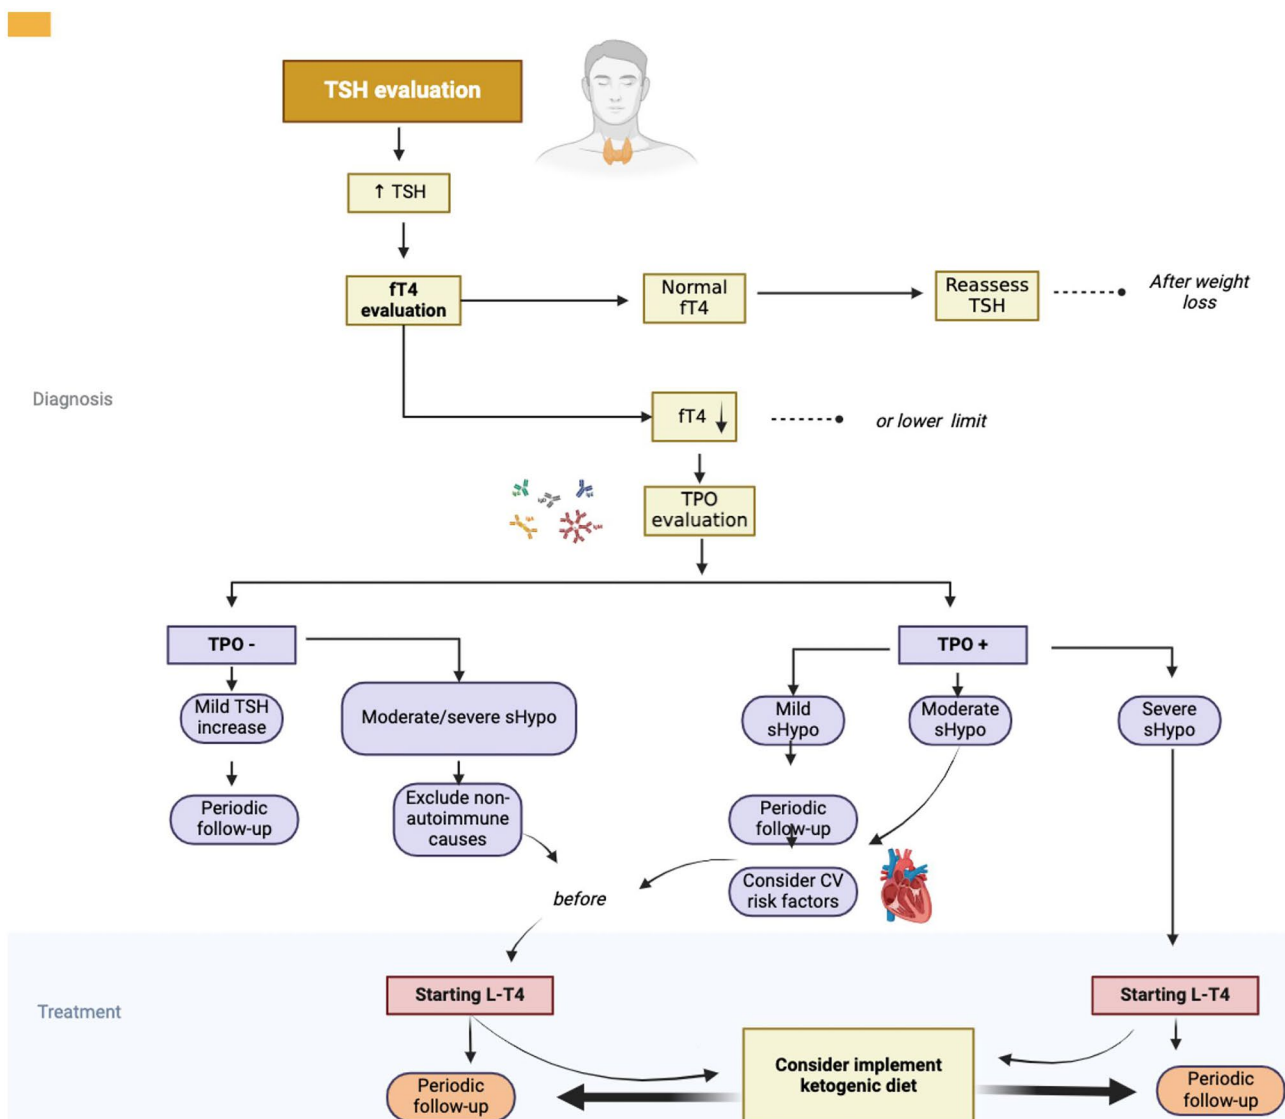 TSH evaluation
↑ TSH
fT4
evaluation
Normal
fT4
Reassess
TSH
After weight
loss
Diagnosis
fT4 ↓
or lower limit
TPO
evaluation
TPO -
TPO +
Mild TSH
increase
Moderate/severe sHypo
Mild
sHypo
Moderate
sHypo
Severe
sHypo
Periodic
follow-up
Exclude non-
autoimmune
causes
Periodic
follow-up
Consider CV
risk factors
before
Treatment
Starting L-T4
Starting L-T4
Consider implement
ketogenic diet
Periodic
follow-up
Periodic
follow-up